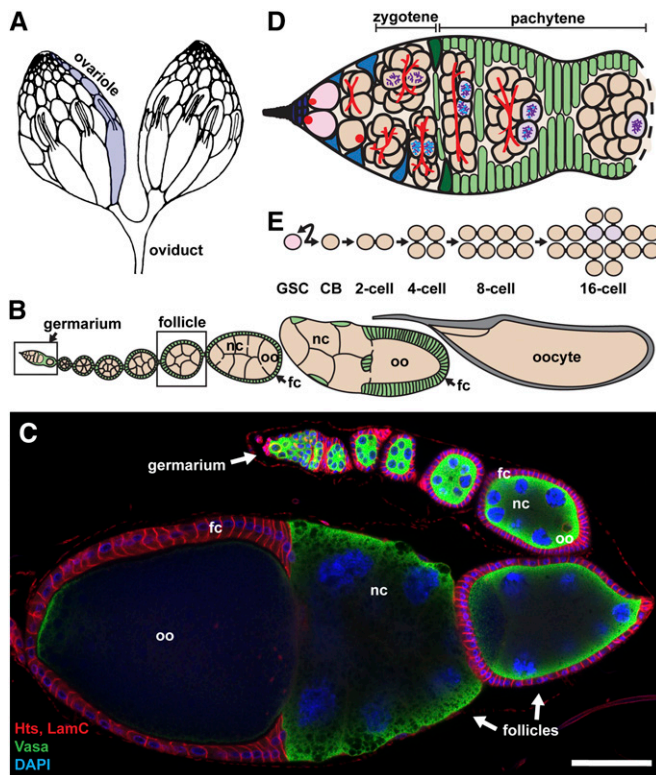 A
ovariole
oviduct
D
zygotene
pachytene
E
GSC
CB
2-cell
4-cell
8-cell
16-cell
B
germarium
follicle
nc
oo
fc
nc
oo
fc
oocyte
C
germarium
fc
nc
oo
fc
oo
nc
follicles
Hts, LamC
Vasa
DAPI